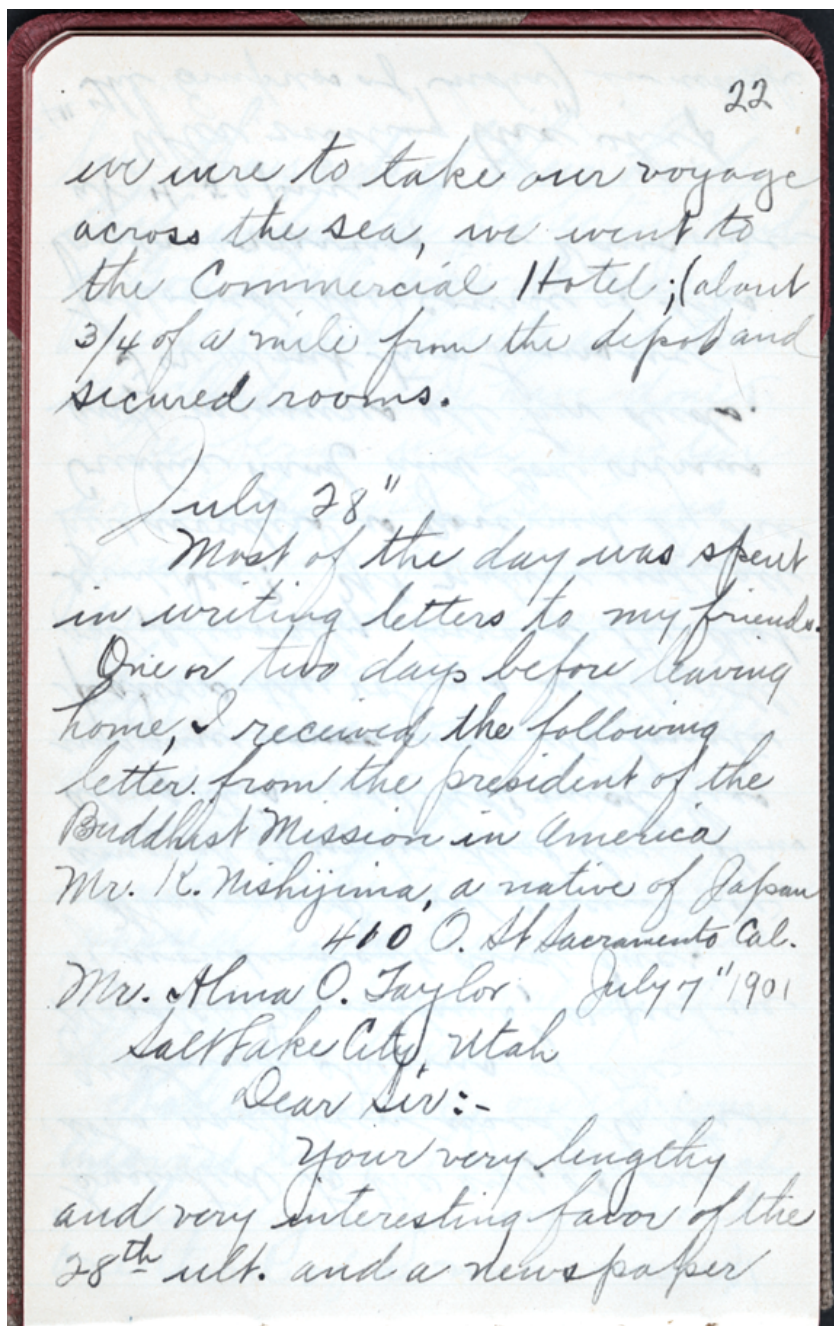 22
we were to take our voyage
across the sea, we went to
the Commercial Hotel; (about
3/4 of a mile from the depot and
secured rooms.
July 28"
Most of the day was spent
in writing letters to my friends.
One or two days before leaving
home, I received the following
letter from the president of the
Buddhist Mission in America
Mr. K. Nishijima, a native of Japan
410 O. St Sacramento Cal.
Mr. Alma O. Taylor July 7" 1901
Salt Lake City, Utah
Dear Sir:-
Your very lengthy
and very interesting favor of the
28th ult. and a newspaper